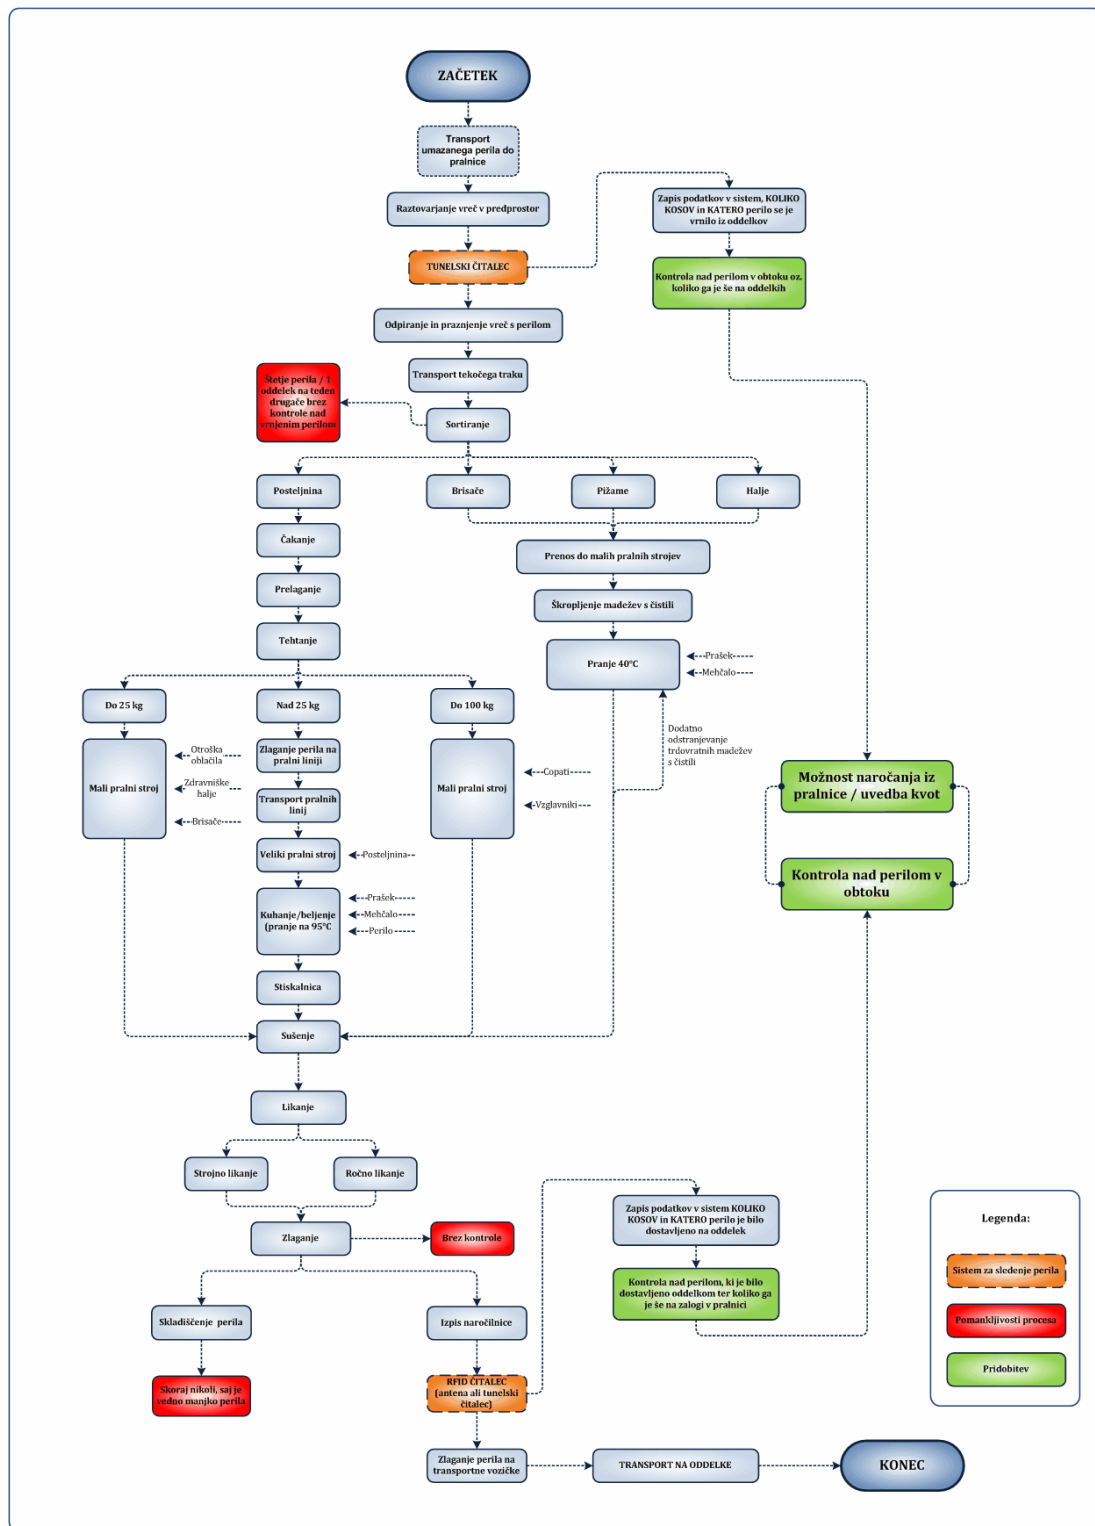 ZAČETEK
Transport
umazanega perila do
pralnice
Raztovarjanje vreč v predprostor
Zapis podatkov v sistem, KOLIKO
KOSOV in KATERO perilo se je
vrnilo iz oddelkov
TUNELSKI ČITALEC
Kontrola nad perilom v obtoku oz.
koliko ga je še na oddelkih
Odpiranje in praznjenje vreč s perilom
Transport tekočega traku
Štetje perila / 1
oddelek na teden
drugače brez
kontrole nad
vrnjenim perilom
Sortiranje
Posteljnina
Brisače
Pižame
Halje
Čakanje
Prenos do malih pralnih strojev
Prelaganje
Škropljenje madežev s čistili
Tehtanje
Pranje 40°C
Prašek
Mehčalo
Do 25 kg
Nad 25 kg
Do 100 kg
Dodatno
odstranjevanje
trdovratnih madežev
s čistili
Mali pralni stroj
Otroška
oblačila
Zdravniške
halje
Brisače
Zlaganje perila na
pralni liniji
Transport pralnih
linij
Mali pralni stroj
Copati
Vzglavniki
Možnost naročanja iz
pralnice / uvedba kvot
Veliki pralni stroj
Posteljnina
Kontrola nad perilom v
obtoku
Kuhanje/beljenje
(pranje na 95°C
Prašek
Mehčalo
Perilo
Stiskalnica
Sušenje
Likanje
Strojno likanje
Ročno likanje
Zapis podatkov v sistem KOLIKO
KOSOV in KATERO perilo je bilo
dostavljeno na oddelek
Zlaganje
Brez kontrole
Kontrola nad perilom, ki je bilo
dostavljeno oddelkom ter koliko ga
je še na zalogi v pralnici
Skladiščenje perila
Izpis naročilnice
Skoraj nikoli, saj je
vedno manjko perila
RFID ČITALEC
(antena ali tunelski
čitalec)
Zlaganje perila na
transportne vozičke
TRANSPORT NA ODDELKE
KONEC
Legenda:
Sistem za sledenje perila
Pomankljivosti procesa
Pridobitev